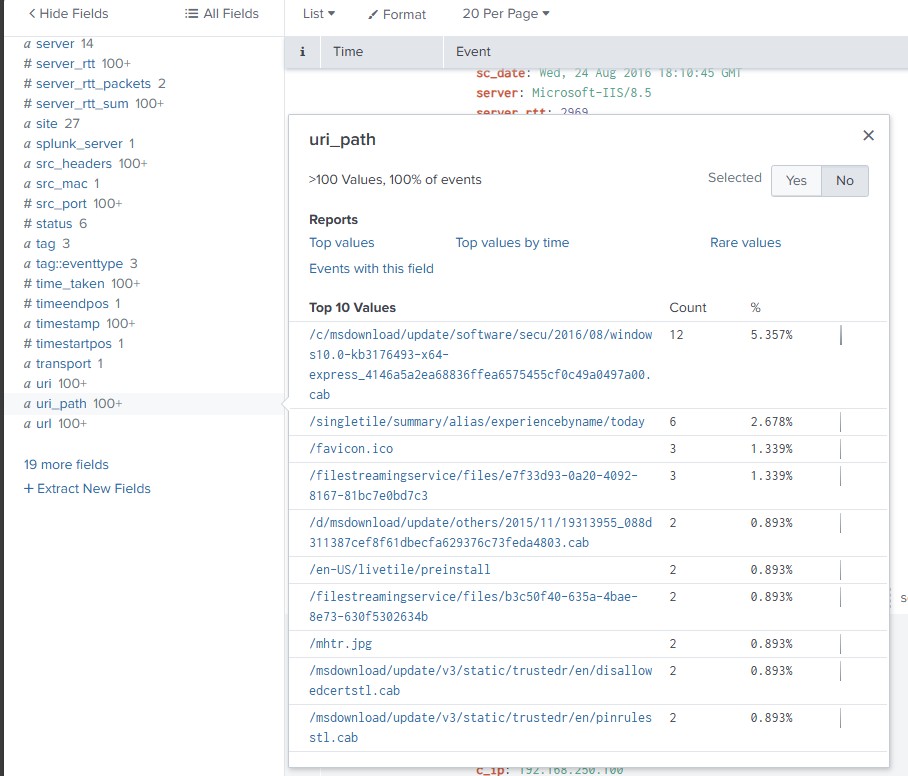 Hide Fields
All Fields
List
Format
20 Per Page
i
Time
Event
a server 14
# server_rtt 100+
# server_rtt_packets 2
# server_rtt_sum 100+
a site 27
a splunk_server 1
a src_headers 100+
a src_mac 1
# src_port 100+
# status 6
a tag 3
a tag::eventtype 3
# time_taken 100+
# timeendpos 1
a timestamp 100+
# timestartpos 1
a transport 1
a uri 100+
a uri_path 100+
a url 100+
19 more fields
+ Extract New Fields
sc_date: Wed, 24 Aug 2016 18:10:45 GMT
server: Microsoft-IIS/8.5
server_rtt: 2969
uri_path
>100 Values, 100% of events
Selected
Yes
No
Reports
Top values
Top values by time
Rare values
Events with this field
Top 10 Values Count %
/c/msdownload/update/software/secu/2016/08/window 12 5.357%
s10.0-kb3176493-x64-
express_4146a5a2ea68836ffea6575455cf0c49a0497a00.
cab
/singletile/summary/alias/experiencebyname/today 6 2.678%
/favicon.ico 3 1.339%
/filestreamingservice/files/e7f33d93-0a20-4092- 3 1.339%
8167-81bc7e0bd7c3
/d/msdownload/update/others/2015/11/19313955_088d 2 0.893%
311387cef8f61dbecfa629376c73feda4803.cab
/en-US/livetile/preinstall 2 0.893%
/filestreamingservice/files/b3c50f40-635a-4bae- 2 0.893%
8e73-630f5302634b
/mhtr.jpg 2 0.893%
/msdownload/update/v3/static/trustedr/en/disallow 2 0.893%
edcertstl.cab
/msdownload/update/v3/static/trustedr/en/pinrules 2 0.893%
stl.cab
c_ip: 192.168.250.100